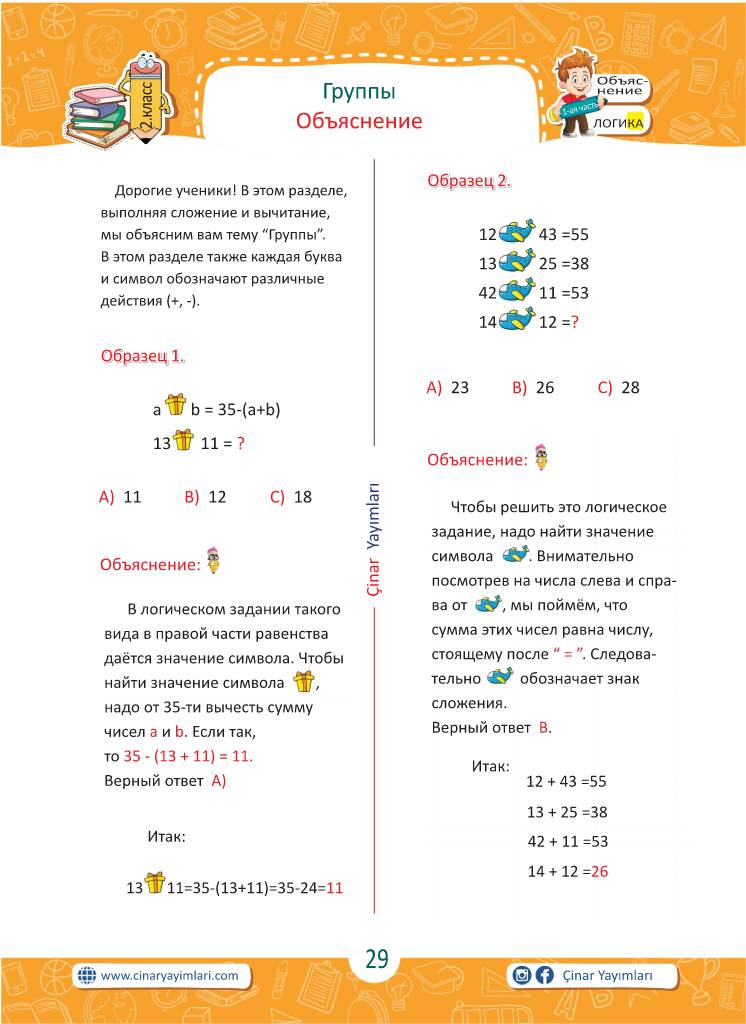 2.класс
Группы
Объяснение
Объяс-
нение
1-ая часть
ЛОГИКА
Дорогие ученики! В этом разделе,
выполняя сложение и вычитание,
мы объясним вам тему “Группы”.
В этом разделе также каждая буква
и символ обозначают различные
действия (+, -).
Образец 1.
a b = 35-(a+b)
13 11 = ?
A) 11 B) 12 C) 18
Объяснение:
В логическом задании такого
вида в правой части равенства
даётся значение символа. Чтобы
найти значение символа ,
надо от 35-ти вычесть сумму
чисел a и b. Если так,
то 35 - (13 + 11) = 11.
Верный ответ A)
Итак:
13 11=35-(13+11)=35-24=11
Çinar Yayımları
Образец 2.
12 43 =55
13 25 =38
42 11 =53
14 12 =?
A) 23 B) 26 C) 28
Объяснение:
Чтобы решить это логическое
задание, надо найти значение
символа . Внимательно
посмотрев на числа слева и спра-
ва от , мы поймём, что
сумма этих чисел равна числу,
стоящему после “ = ”. Следова-
тельно обозначает знак
сложения.
Верный ответ B.
Итак:
12 + 43 =55
13 + 25 =38
42 + 11 =53
14 + 12 =26
www.cinaryayimlari.com
29
Çinar Yayımları